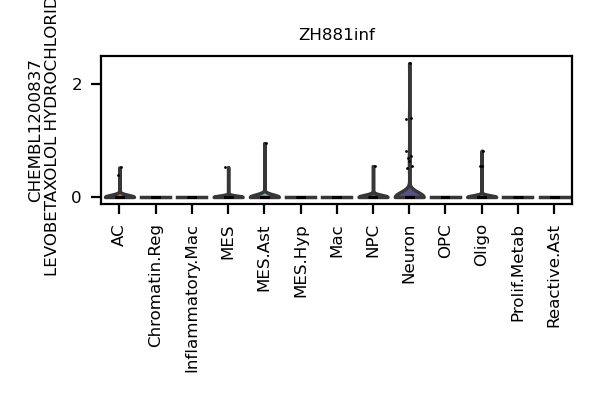 ZH881inf
CHEMBL1200837
LEVOBETAXOLOL HYDROCHLORID
2
0
AC
Chromatin.Reg
Inflammatory.Mac
MES
MES.Ast
MES.Hyp
Mac
NPC
Neuron
OPC
Oligo
Prolif.Metab
Reactive.Ast